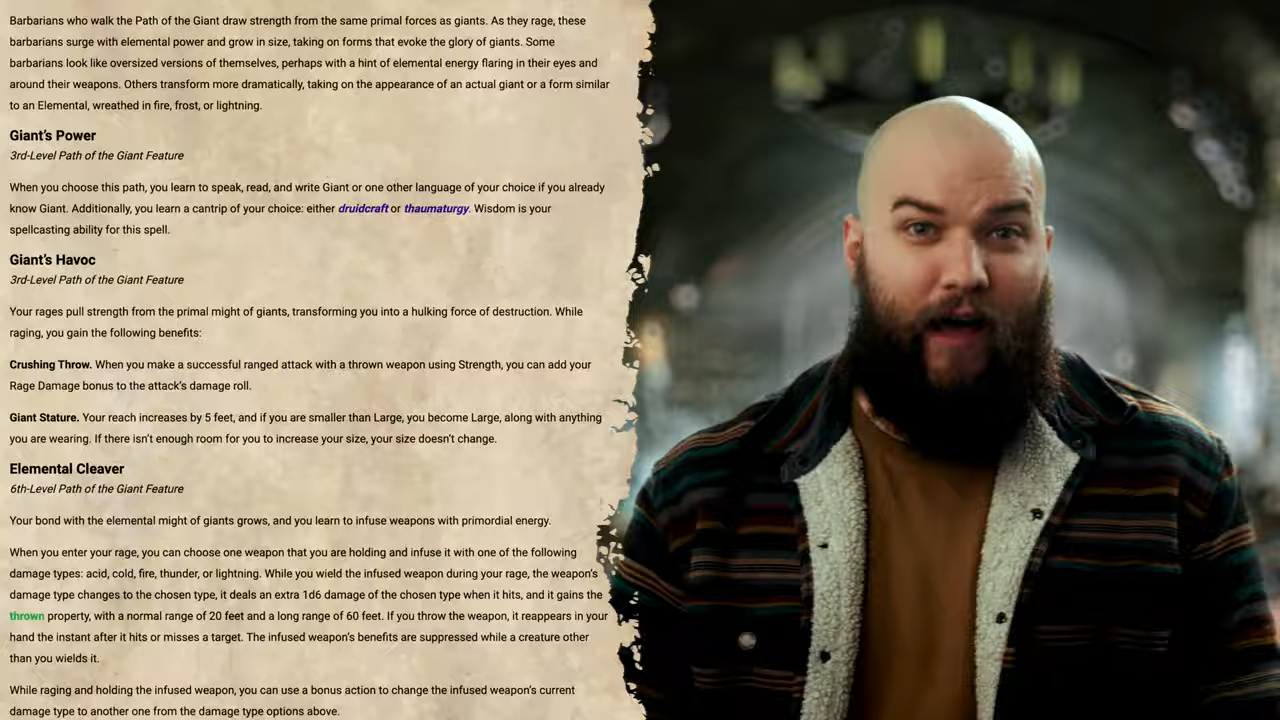 Barbarians who walk the Path of the Giant draw strength from the same primal forces as giants. As they rage, these
barbarians surge with elemental power and grow in size, taking on forms that evoke the glory of giants. Some
barbarians look like oversized versions of themselves, perhaps with a hint of elemental energy flaring in their eyes and
around their weapons. Others transform more dramatically, taking on the appearance of an actual giant or a form similar
to an Elemental, wreathed in fire, frost, or lightning.
Giant’s Power
3rd-Level Path of the Giant Feature
When you choose this path, you learn to speak, read, and write Giant or one other language of your choice if you already
know Giant. Additionally, you learn a cantrip of your choice: either druidcraft or thaumaturgy. Wisdom is your
spellcasting ability for this spell.
Giant’s Havoc
3rd-Level Path of the Giant Feature
Your rages pull strength from the primal might of giants, transforming you into a hulking force of destruction. While
raging, you gain the following benefits:
Crushing Throw. When you make a successful ranged attack with a thrown weapon using Strength, you can add your
Rage Damage bonus to the attack’s damage roll.
Giant Stature. Your reach increases by 5 feet, and if you are smaller than Large, you become Large, along with anything
you are wearing. If there isn’t enough room for you to increase your size, your size doesn’t change.
Elemental Cleaver
6th-Level Path of the Giant Feature
Your bond with the elemental might of giants grows, and you learn to infuse weapons with primordial energy.
When you enter your rage, you can choose one weapon that you are holding and infuse it with one of the following
damage types: acid, cold, fire, thunder, or lightning. While you wield the infused weapon during your rage, the weapon’s
damage type changes to the chosen type, it deals an extra 1d6 damage of the chosen type when it hits, and it gains the
thrown property, with a normal range of 20 feet and a long range of 60 feet. If you throw the weapon, it reappears in your
hand the instant after it hits or misses a target. The infused weapon’s benefits are suppressed while a creature other
than you wields it.
While raging and holding the infused weapon, you can use a bonus action to change the infused weapon’s current
damage type to another one from the damage type options above.